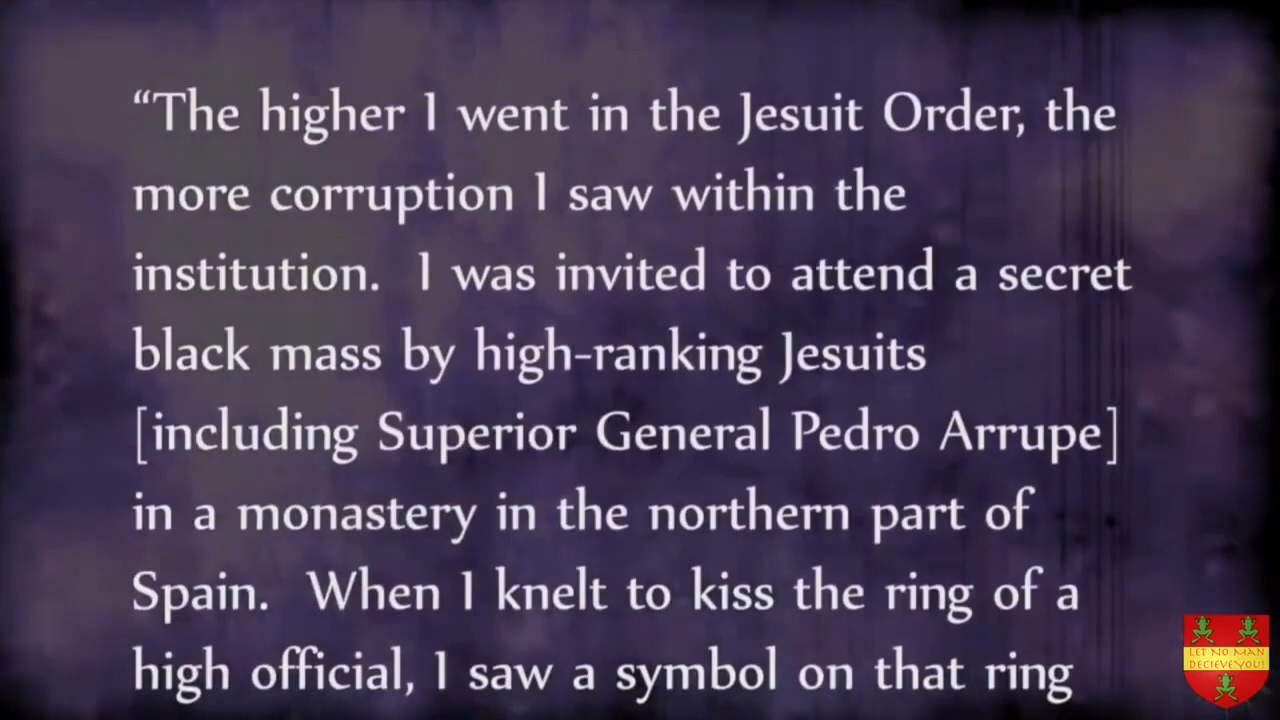 “The higher I went in the Jesuit Order, the
more corruption I saw within the
institution.  I was invited to attend a secret
black mass by high-ranking Jesuits
[including Superior General Pedro Arrupe]
in a monastery in the northern part of
Spain.  When I knelt to kiss the ring of a
high official, I saw a symbol on that ring
LET NO MAN
DECIEVE YOU!